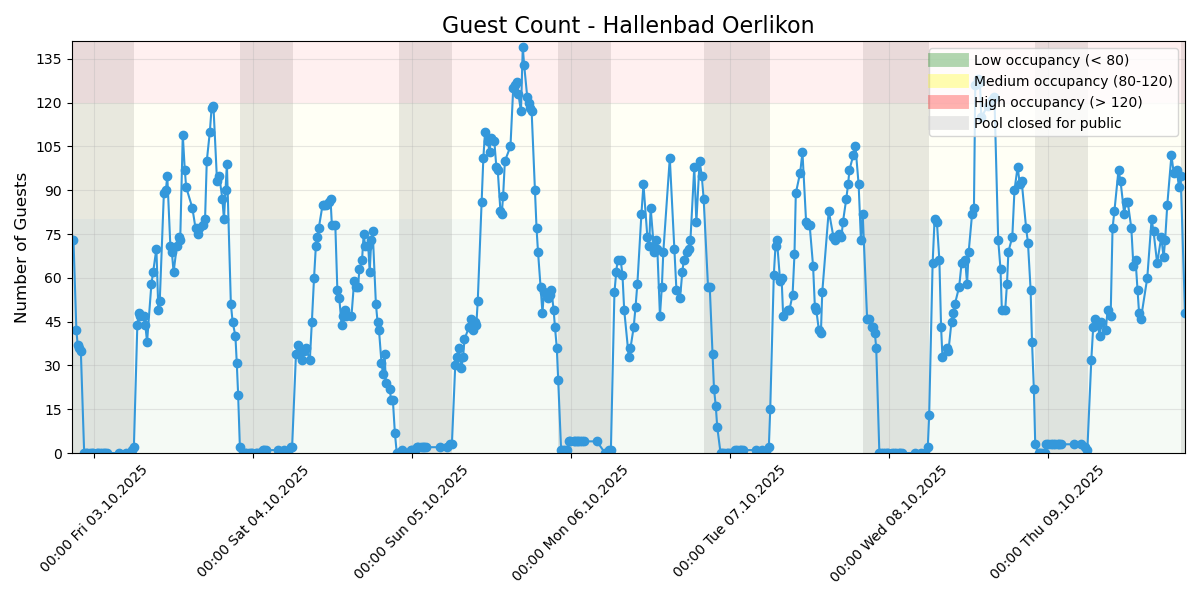 Guest Count - Hallenbad Oerlikon
Number of Guests
135
120
105
90
75
60
45
30
15
0
Low occupancy (< 80)
Medium occupancy (80-120)
High occupancy (> 120)
Pool closed for public
00:00 Fri 03.10.2025
00:00 Sat 04.10.2025
00:00 Sun 05.10.2025
00:00 Mon 06.10.2025
00:00 Tue 07.10.2025
00:00 Wed 08.10.2025
00:00 Thu 09.10.2025